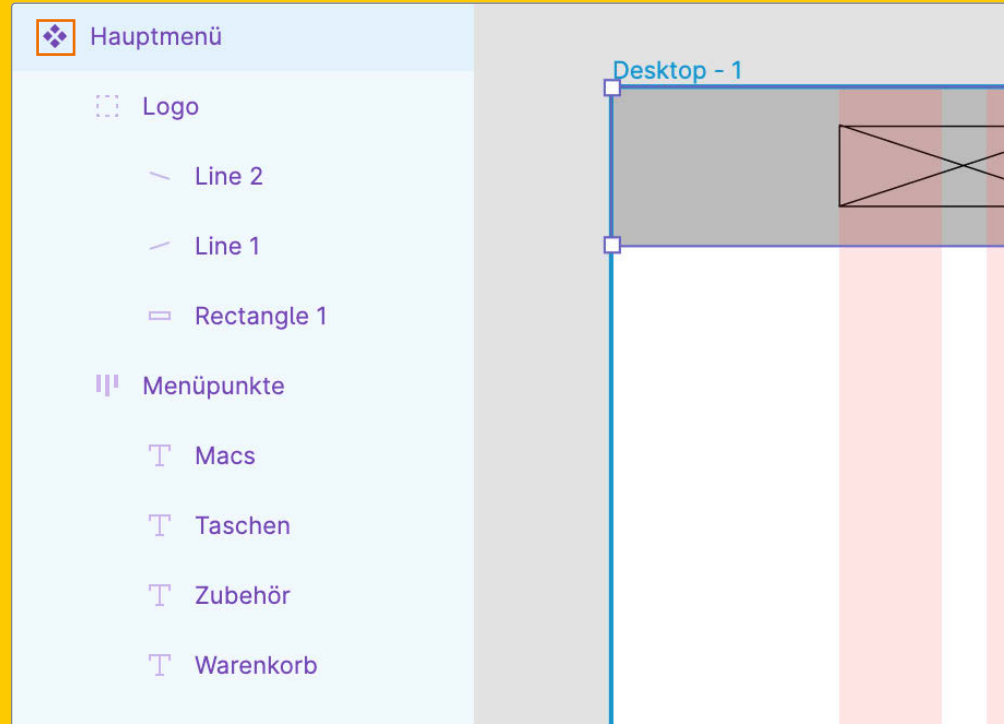 Hauptmenü
Desktop - 1
Logo
Line 2
Line 1
Rectangle 1
Menüpunkte
Macs
Taschen
Zubehör
Warenkorb